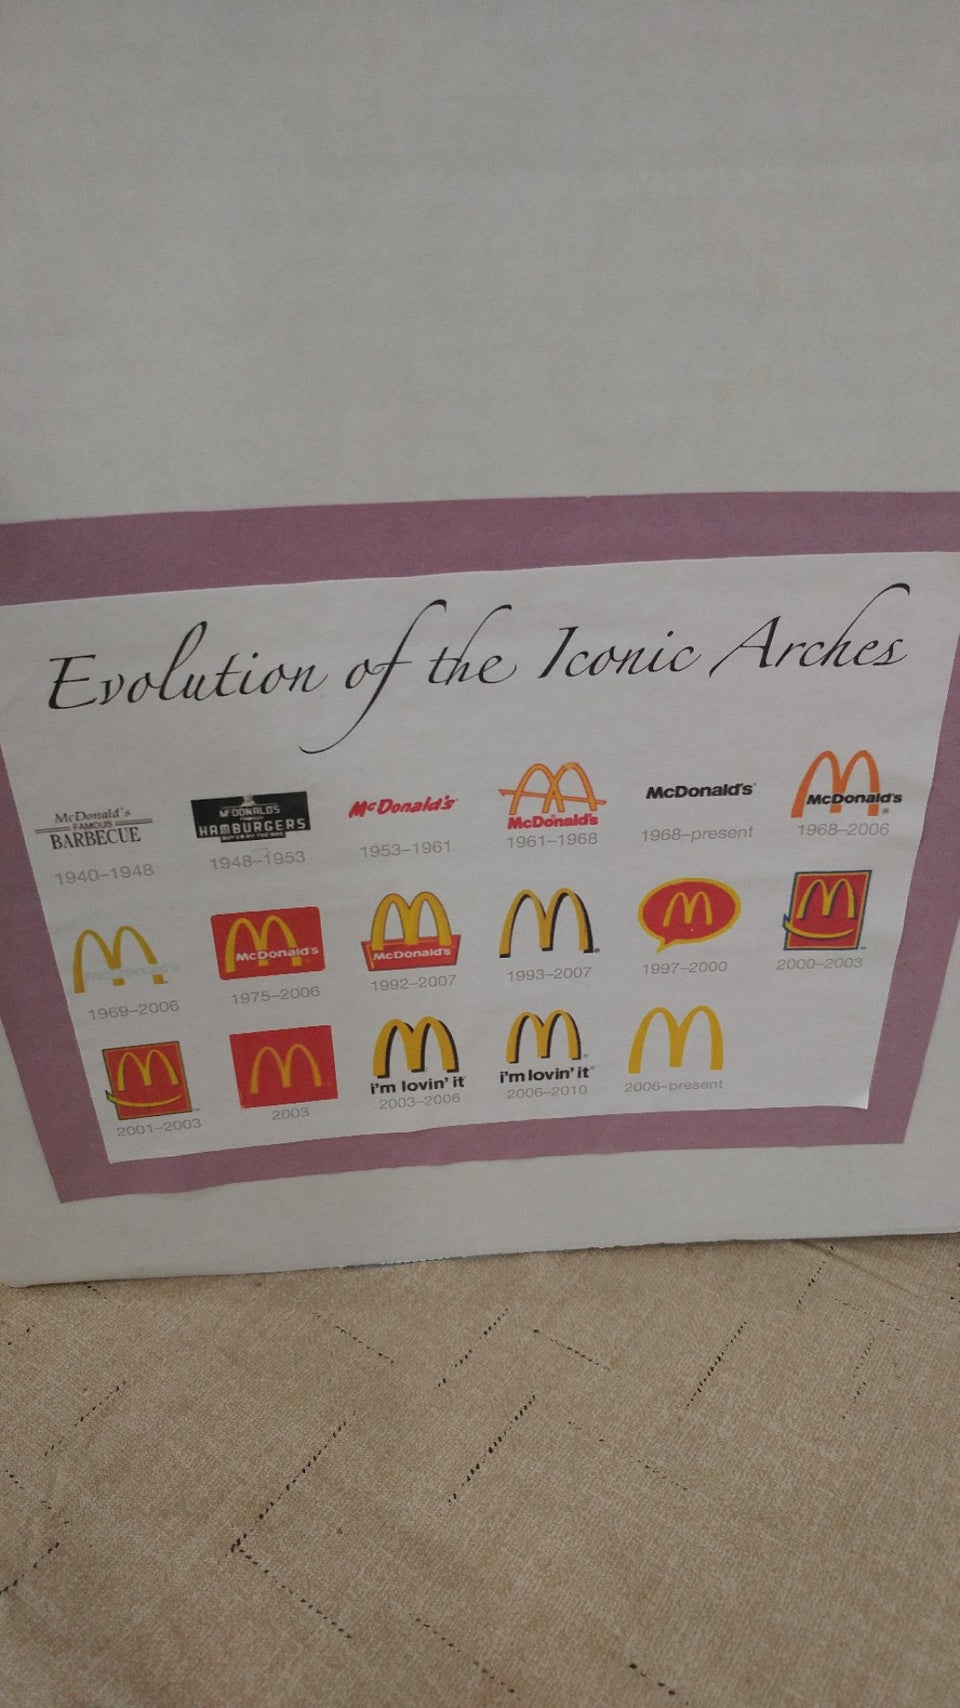 Evolution of the Iconic Arches
McDonald's
FAMOUS
BARBECUE
1940–1948
McDONALD'S
HAMBURGERS
1948–1953
McDonald's
1953–1961
McDonald's
1961–1968
McDonald's
1968–present
McDonald's
1968–2006
1969–2006
McDonald's
1975–2006
McDonald's
1992–2007
1993–2007
1997–2000
2000–2003
2001–2003
2003
i'm lovin' it
2003–2006
i'm lovin' it
2006–2010
2006–present